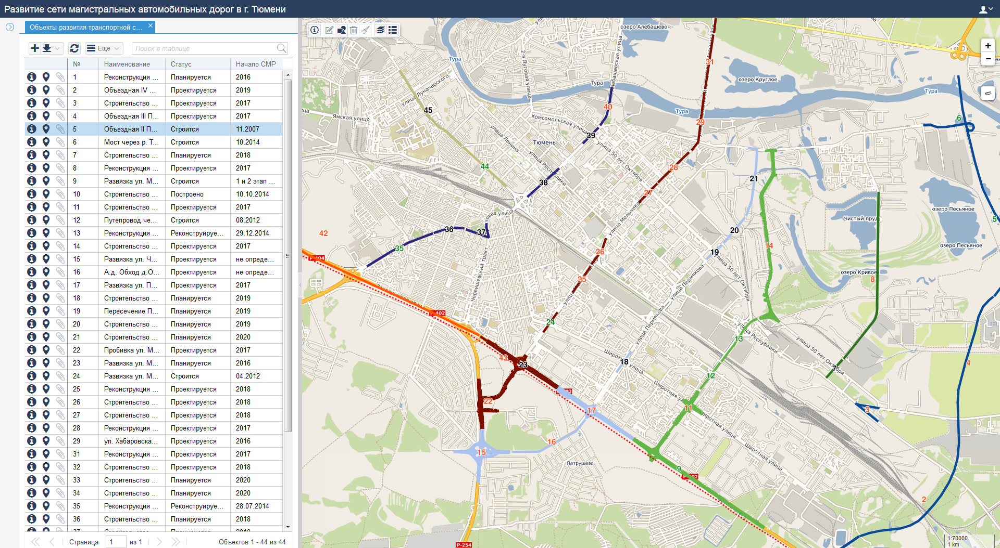 Развитие сети магистральных автомобильных дорог в г. Тюмени
Объекты развития транспортной с...
Еще
Поиск в таблице
№ Наименование Статус Начало СМР
1 Реконструкция ... Планируется 2016
2 Объездная IV ... Проектируется 2019
3 Строительство ... Проектируется 2017
4 Объездная III П... Проектируется 2017
5 Объездная II П... Строится 11.2007
6 Мост через р. Т... Строится 10.2014
7 Строительство ... Планируется 2018
8 Реконструкция ... Проектируется 2017
9 Развязка ул. М... Строится 1 и 2 этап ...
10 Строительство ... Построено 10.10.2014
11 Строительство ... Проектируется 2017
12 Путепровод че... Строится 08.2012
13 Реконструкция ... Реконструируе... 29.12.2014
14 Строительство ... Проектируется 2017
15 Развязка ул. Ч... Проектируется не опреде...
16 А.д. Обход д.О... Проектируется не опреде...
17 Развязка ул. П... Проектируется 2017
18 Строительство ... Планируется 2019
19 Пересечение П... Планируется 2019
20 Строительство ... Планируется 2019
21 Строительство ... Планируется 2020
22 Пробивка ул. М... Проектируется 2017
23 Развязка ул. М... Планируется 2016
24 Развязка ул. М... Строится 04.2012
25 Реконструкция ... Проектируется 2018
26 Строительство ... Проектируется 2018
27 Строительство ... Проектируется 2018
28 Реконструкция ... Проектируется 2017
29 ул. Хабаровска... Проектируется 2016
31 Реконструкция ... Проектируется 2017
32 Строительство ... Проектируется 2018
33 Строительство ... Планируется 2020
34 Строительство ... Планируется 2020
35 Реконструкция ... Реконструируе... 28.07.2014
36 Строительство ... Планируется 2018
Страница 1 из 1
Объектов 1 - 44 из 44
озеро Алебашево
+
−
31
Тура
2-я Луговая улица
Алебашевская улица
озеро Круглое
Тура
Тура
улица Луначарского
40
45
Тура
Ямская улица
Комсомольская улица
29
6
39
улица Ленина
Тюмень
улица 50 лет Октября
улица Республики
44
28
38
21
27
озеро Песьяное
улица Мельника
Чистый пруд
5
36
37
20
42
35
26
14
19
озеро Песьяное
P-404
улица 50 лет Октября
озеро Кривое
Червишевский тракт
25
улица Пермякова
8
24
13
улица Республики
улица Пермякова
улица 50 лет Октября
43
23
Широтная улица
18
4
7
12
Широтная улица
22
17
11
3
Широтная улица
16
15
Широтная улица
Патрушева
9
2
P-254
1:70000
1 km